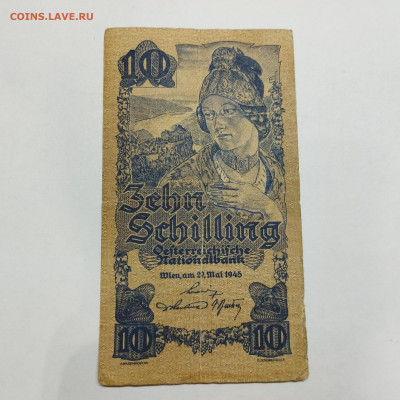 COINS.LAVE.RU
10
Zehn
Schilling
Oesterreichische
Nationalbank
Wien, am 29. Mai 1945
10 10